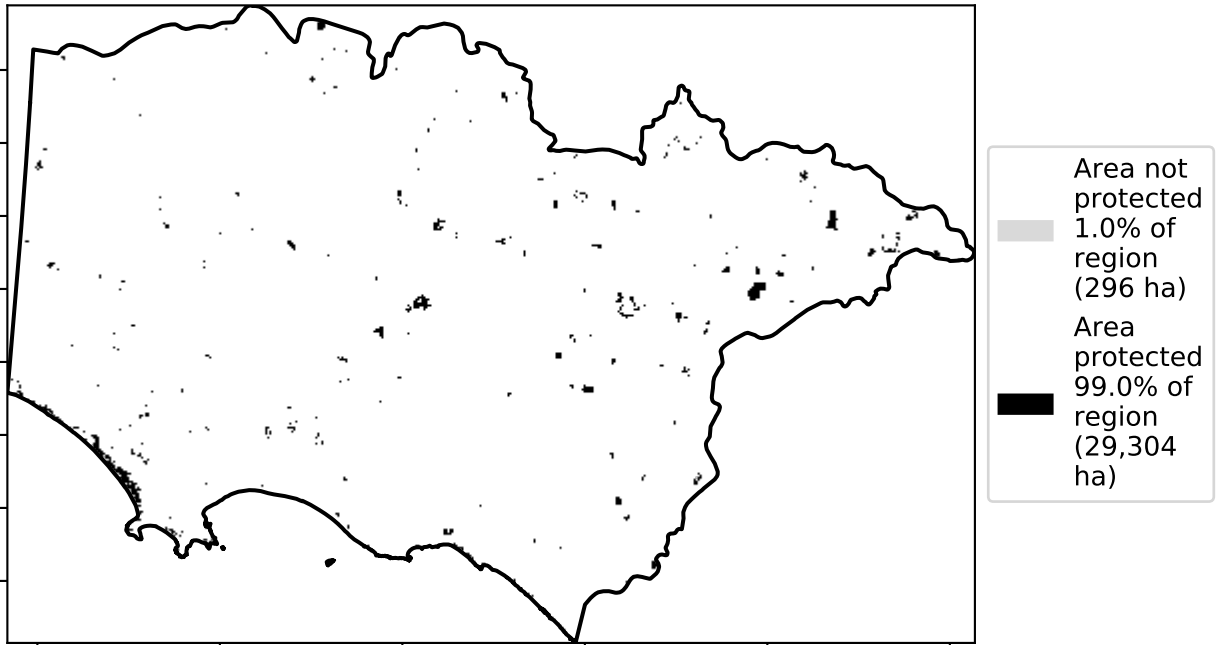 Area not
protected
1.0% of
region
(296 ha)
Area
protected
99.0% of
region
(29,304
ha)